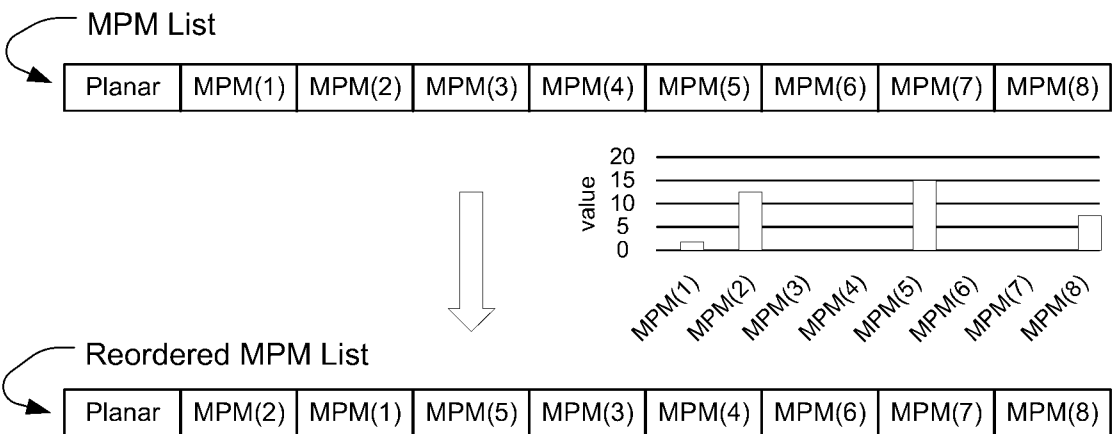 MPM List
Planar MPM(1) MPM(2) MPM(3) MPM(4) MPM(5) MPM(6) MPM(7) MPM(8)
value
20
15
10
5
0
MPM(1) MPM(2) MPM(3) MPM(4) MPM(5) MPM(6) MPM(7) MPM(8)
Reordered MPM List
Planar MPM(2) MPM(1) MPM(5) MPM(3) MPM(4) MPM(6) MPM(7) MPM(8)